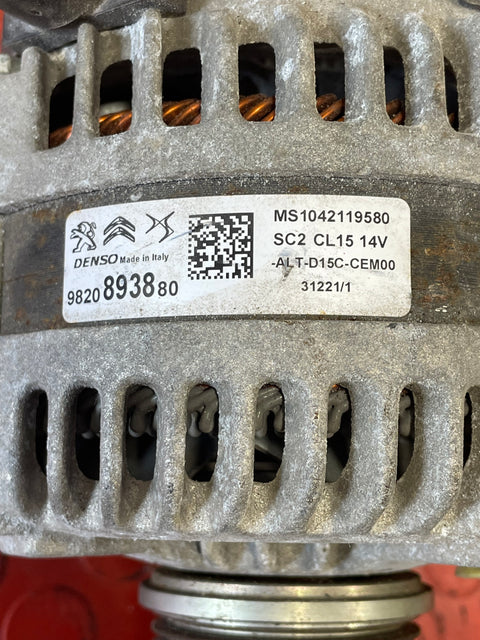 DENSO Made in Italy
9820893880
MS1042119580
SC2 CL15 14V
-ALT-D15C-CEM00
31221/1